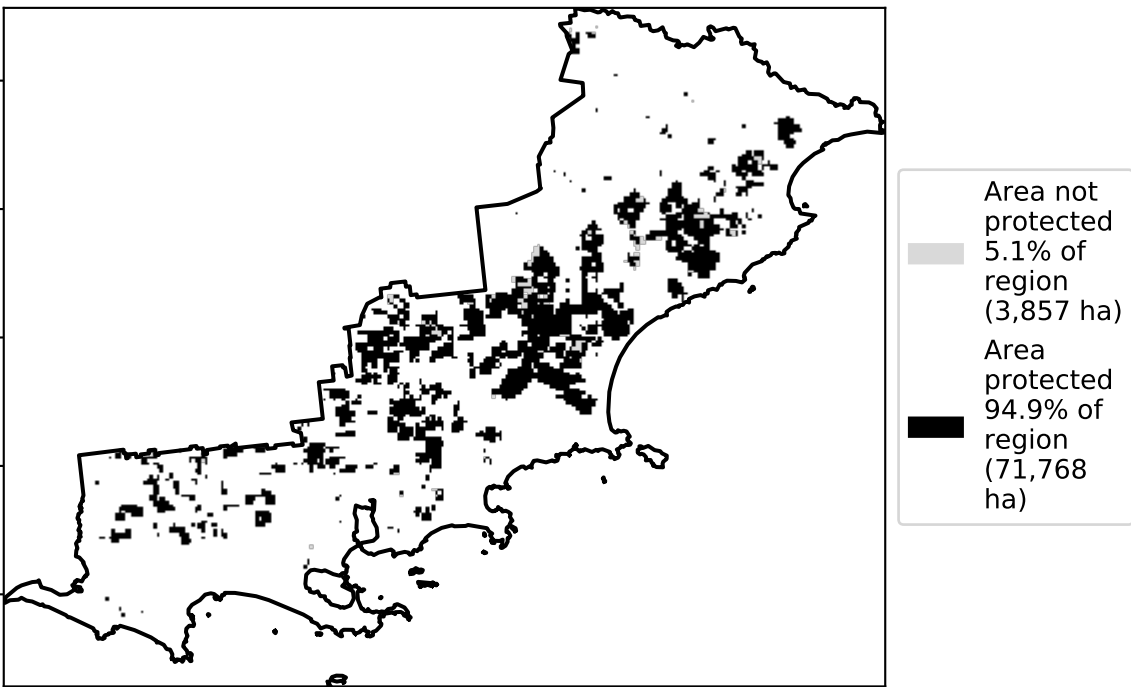 Area not
protected
5.1% of
region
(3,857 ha)
Area
protected
94.9% of
region
(71,768
ha)